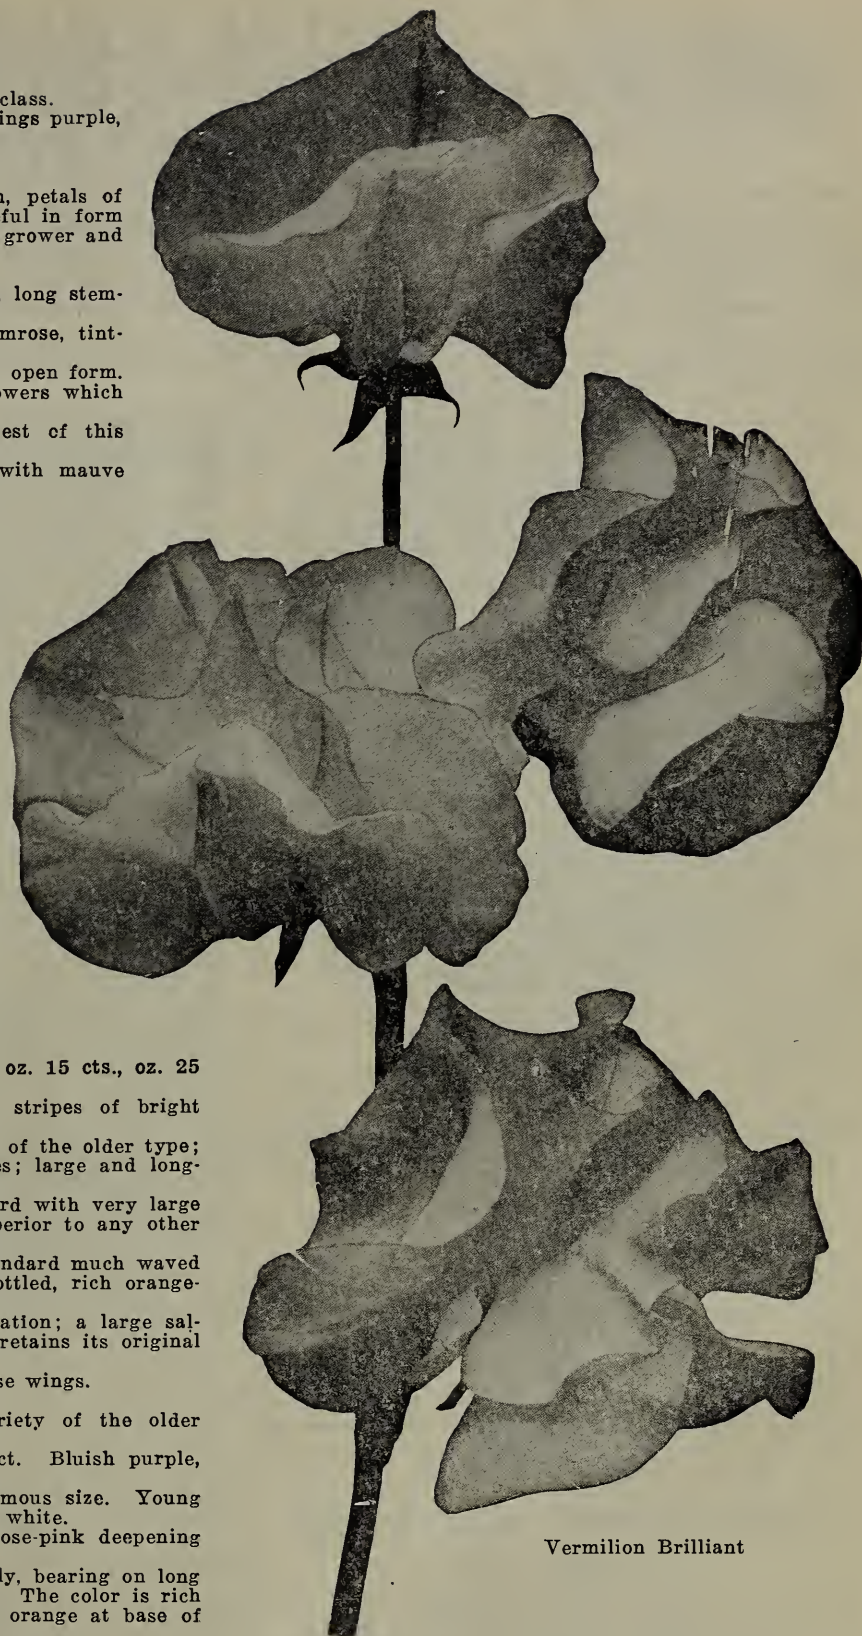 class.
ings purple,
, petals of
ful in form
grower and
long stem-
mrose, tint-
open form.
owers which
est of this
with mauve
oz. 15 cts., oz. 25
stripes of bright
of the older type;
es; large and long-
rd with very large
perior to any other
ndard much waved
ottled, rich orange-
ation; a large sal-
retains its original
se wings.
riety of the older
ct. Bluish purple,
mous size. Young
white.
ose-pink deepening
ly, bearing on long
The color is rich
orange at base of
Vermilion Brilliant